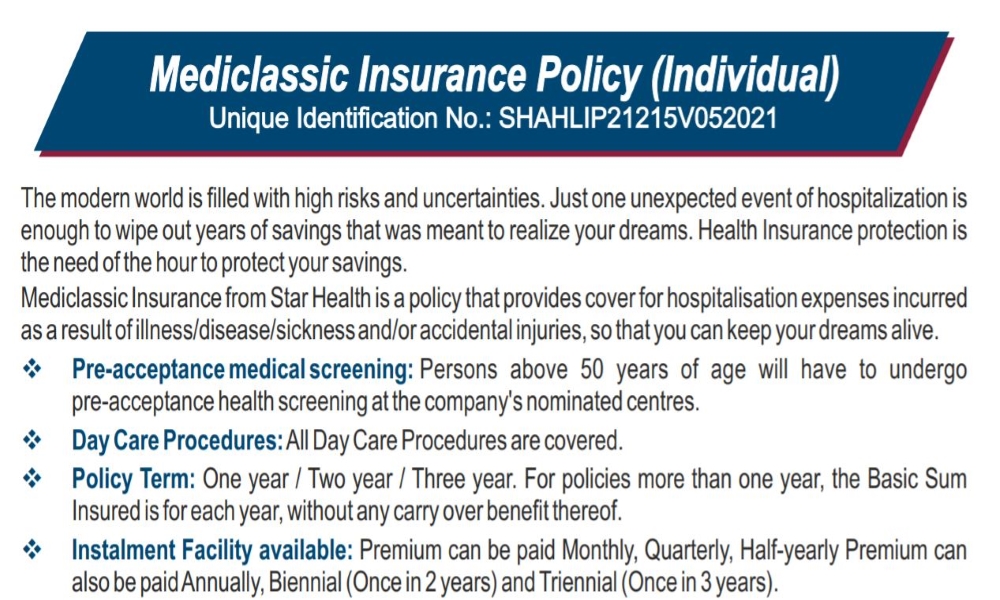 Mediclassic Insurance Policy (Individual)
Unique Identification No.: SHAHLIP21215V052021
The modern world is filled with high risks and uncertainties. Just one unexpected event of hospitalization is
enough to wipe out years of savings that was meant to realize your dreams. Health Insurance protection is
the need of the hour to protect your savings.
Mediclassic Insurance from Star Health is a policy that provides cover for hospitalisation expenses incurred
as a result of illness/disease/sickness and/or accidental injuries, so that you can keep your dreams alive.
❖ Pre-acceptance medical screening: Persons above 50 years of age will have to undergo
pre-acceptance health screening at the company's nominated centres.
❖ Day Care Procedures: All Day Care Procedures are covered.
❖ Policy Term: One year / Two year / Three year. For policies more than one year, the Basic Sum
Insured is for each year, without any carry over benefit thereof.
❖ Instalment Facility available: Premium can be paid Monthly, Quarterly, Half-yearly Premium can
also be paid Annually, Biennial (Once in 2 years) and Triennial (Once in 3 years).